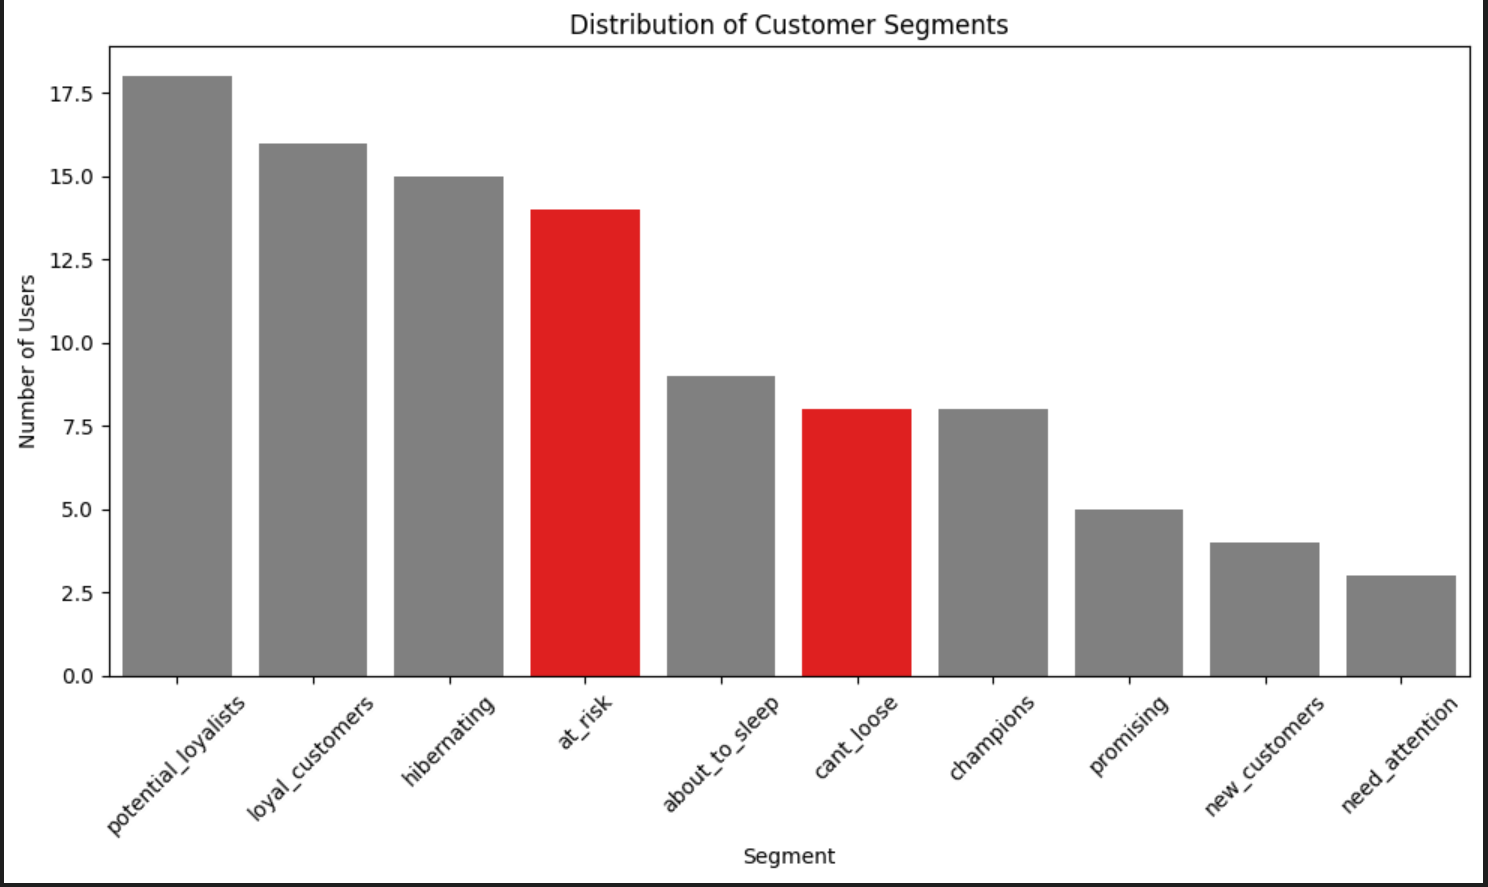 Distribution of Customer Segments
Number of Users
17.5
15.0
12.5
10.0
7.5
5.0
2.5
0.0
potential_loyalists
loyal_customers
hibernating
at_risk
about_to_sleep
cant_loose
champions
promising
new_customers
need_attention
Segment